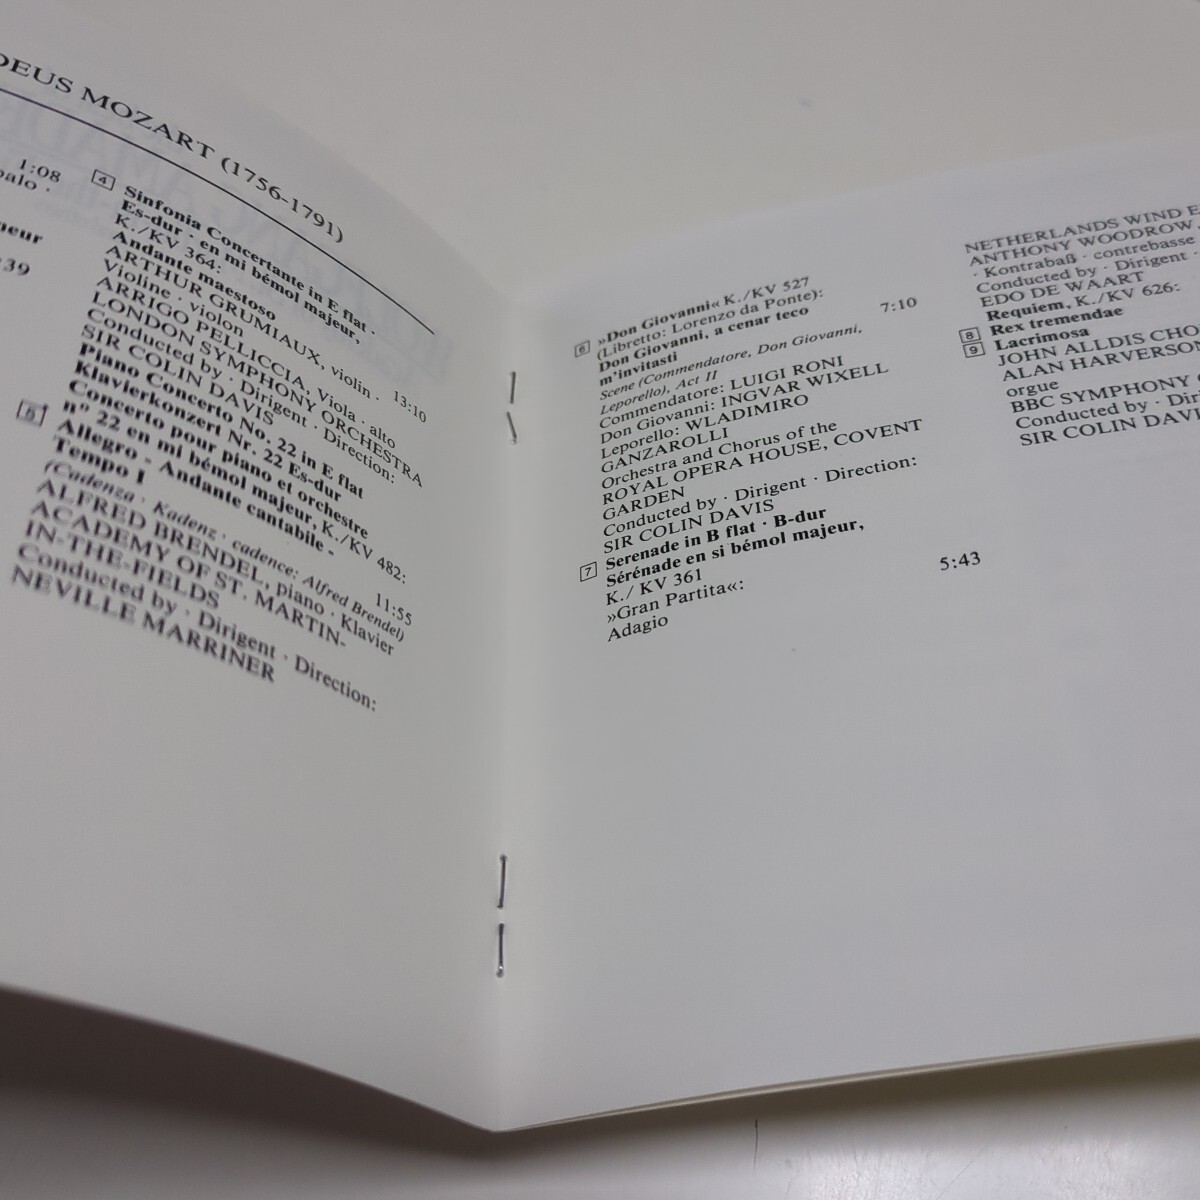 DEUS MOZART (1756-1791)
1:08
palo ·
neur
:39
4 Sinfonia Concertante in E flat ·
Es-dur · en mi bémol majeur,
K./KV 364:
Andante maestoso
13:10
ARTHUR GRUMIAUX, violin ·
Violine · violon
ARRIGO PELLICCIA, Viola · alto
LONDON SYMPHONY ORCHESTRA
Conducted by · Dirigent · Direction:
SIR COLIN DAVIS
5 Piano Concerto No. 22 in E flat
Klavierkonzert Nr. 22 Es-dur
Concerto pour piano et orchestre
n° 22 en mi bémol majeur, K./KV 482:
Allegro - Andante cantabile -
Tempo I
11:55
(Cadenza · Kadenz · cadence: Alfred Brendel)
ALFRED BRENDEL, piano · Klavier
ACADEMY OF ST. MARTIN-
IN-THE-FIELDS
Conducted by · Dirigent · Direction:
NEVILLE MARRINER
6 »Don Giovanni« K./KV 527
(Libretto: Lorenzo da Ponte):
Don Giovanni, a cenar teco
m'invitasti
7:10
Scene (Commendatore, Don Giovanni,
Leporello), Act II
Commendatore: LUIGI RONI
Don Giovanni: INGVAR WIXELL
Leporello: WLADIMIRO
GANZAROLLI
Orchestra and Chorus of the
ROYAL OPERA HOUSE, COVENT
GARDEN
Conducted by · Dirigent · Direction:
SIR COLIN DAVIS
7 Serenade in B flat · B-dur
Sérénade en si bémol majeur,
K./ KV 361
»Gran Partita«:
Adagio
5:43
NETHERLANDS WIND E
ANTHONY WOODROW,
· Kontrabaß · contrebasse
Conducted by · Dirigent ·
EDO DE WAART
Requiem, K./KV 626:
8 Rex tremendae
9 Lacrimosa
JOHN ALLDIS CHO
ALAN HARVERSON
orgue
BBC SYMPHONY
Conducted by · Diri
SIR COLIN DAVI